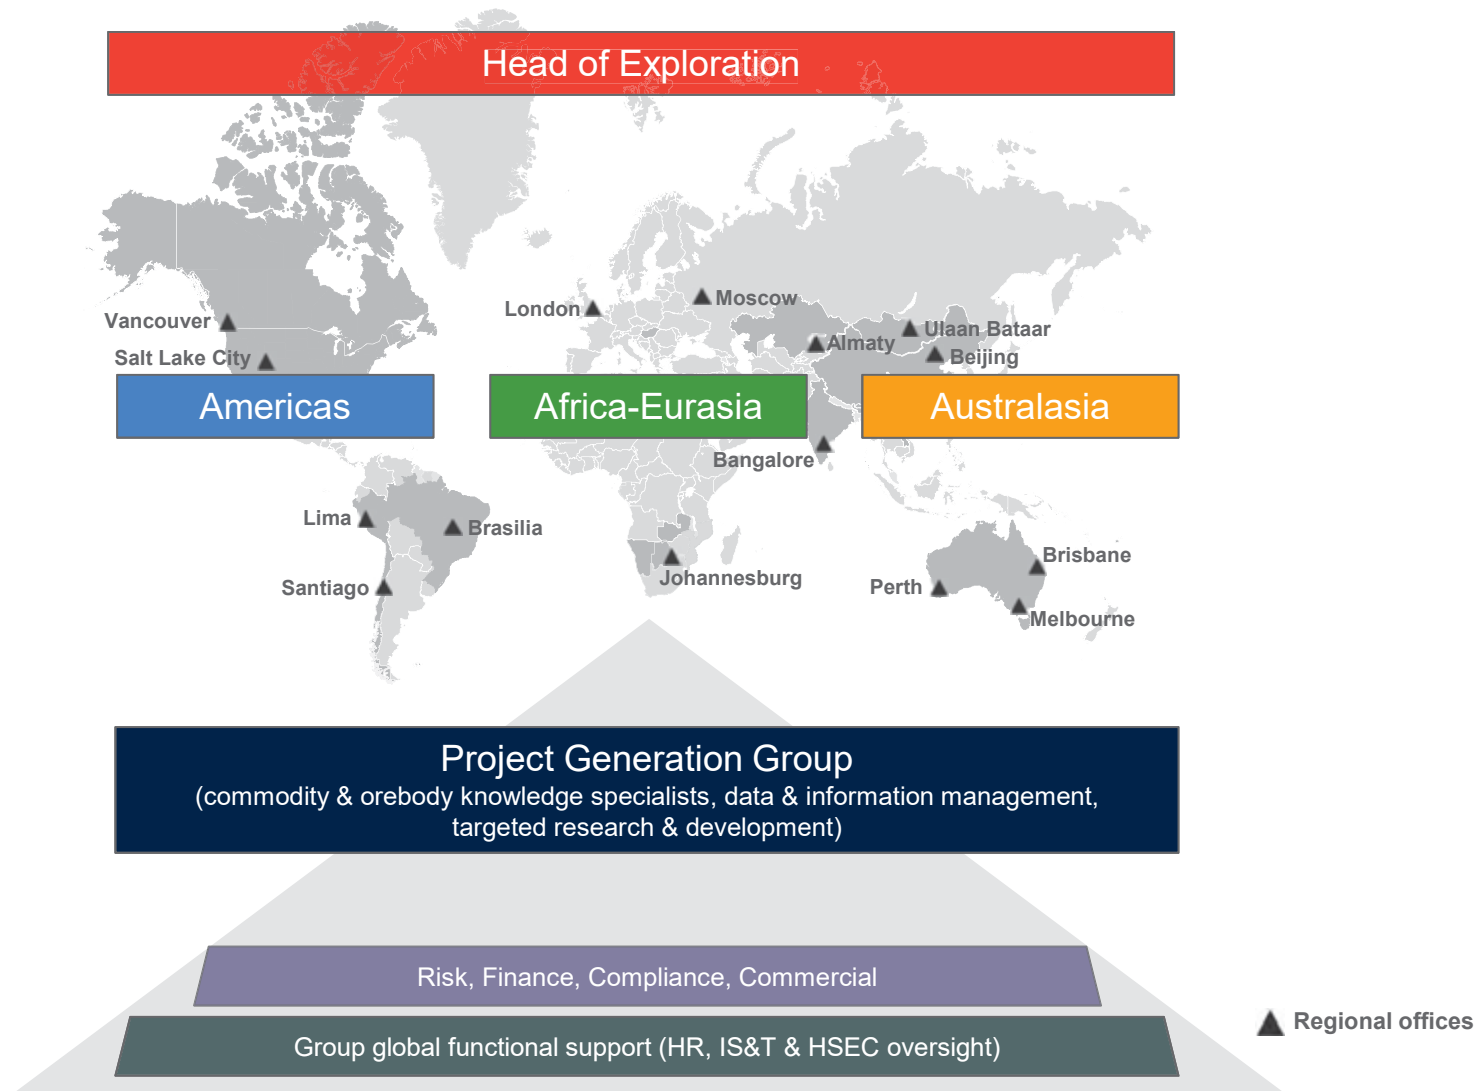 Head of Exploration
London
Moscow
Vancouver
Ulaan Bataar
Almaty
Salt Lake City
Beijing
Americas
Africa-Eurasia
Australasia
Bangalore
Lima
Brasilia
Brisbane
Johannesburg
Santiago
Perth
Melbourne
Project Generation Group
(commodity & orebody knowledge specialists, data & information management,
targeted research & development)
Risk, Finance, Compliance, Commercial
Regional offices
Group global functional support (HR, IS&T & HSEC oversight)